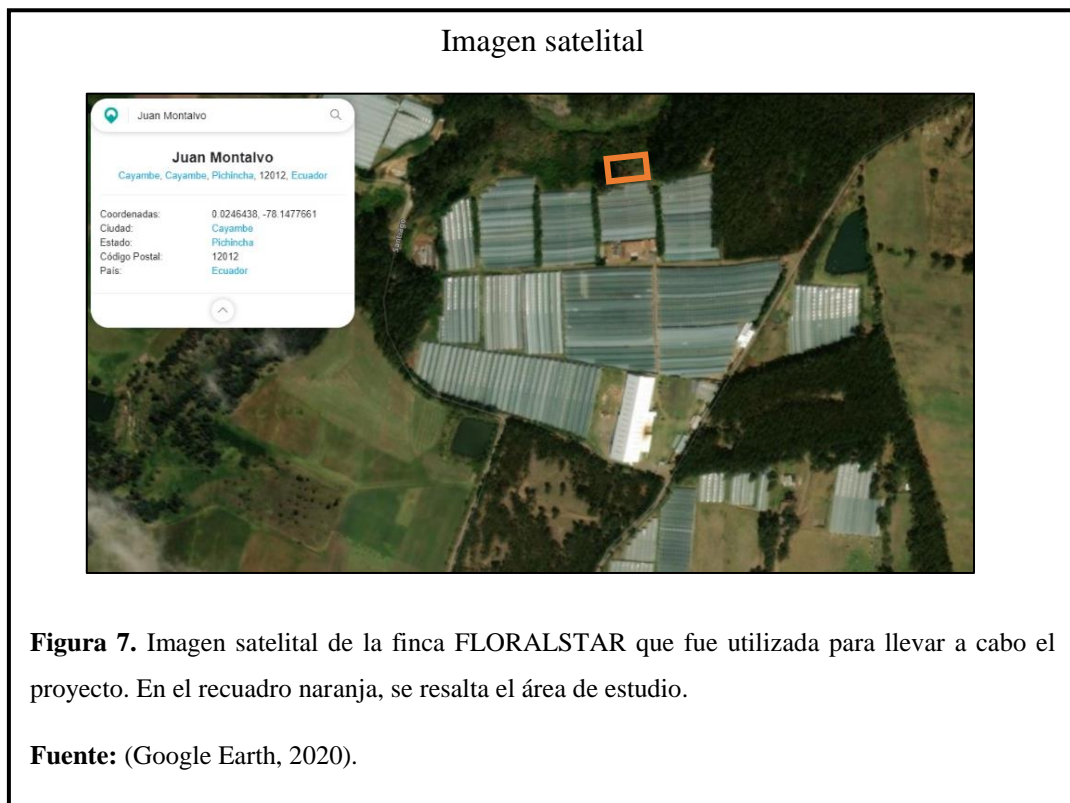 Imagen satelital
Juan Montalvo
Juan Montalvo
Cayambe, Cayambe, Pichincha, 12012, Ecuador
Coordenadas: 0.0246438, -78.1477661
Ciudad: Cayambe
Estado: Pichincha
Código Postal: 12012
País: Ecuador
Santiago
Figura 7. Imagen satelital de la finca FLORALSTAR que fue utilizada para llevar a cabo el
proyecto. En el recuadro naranja, se resalta el área de estudio.
Fuente: (Google Earth, 2020).